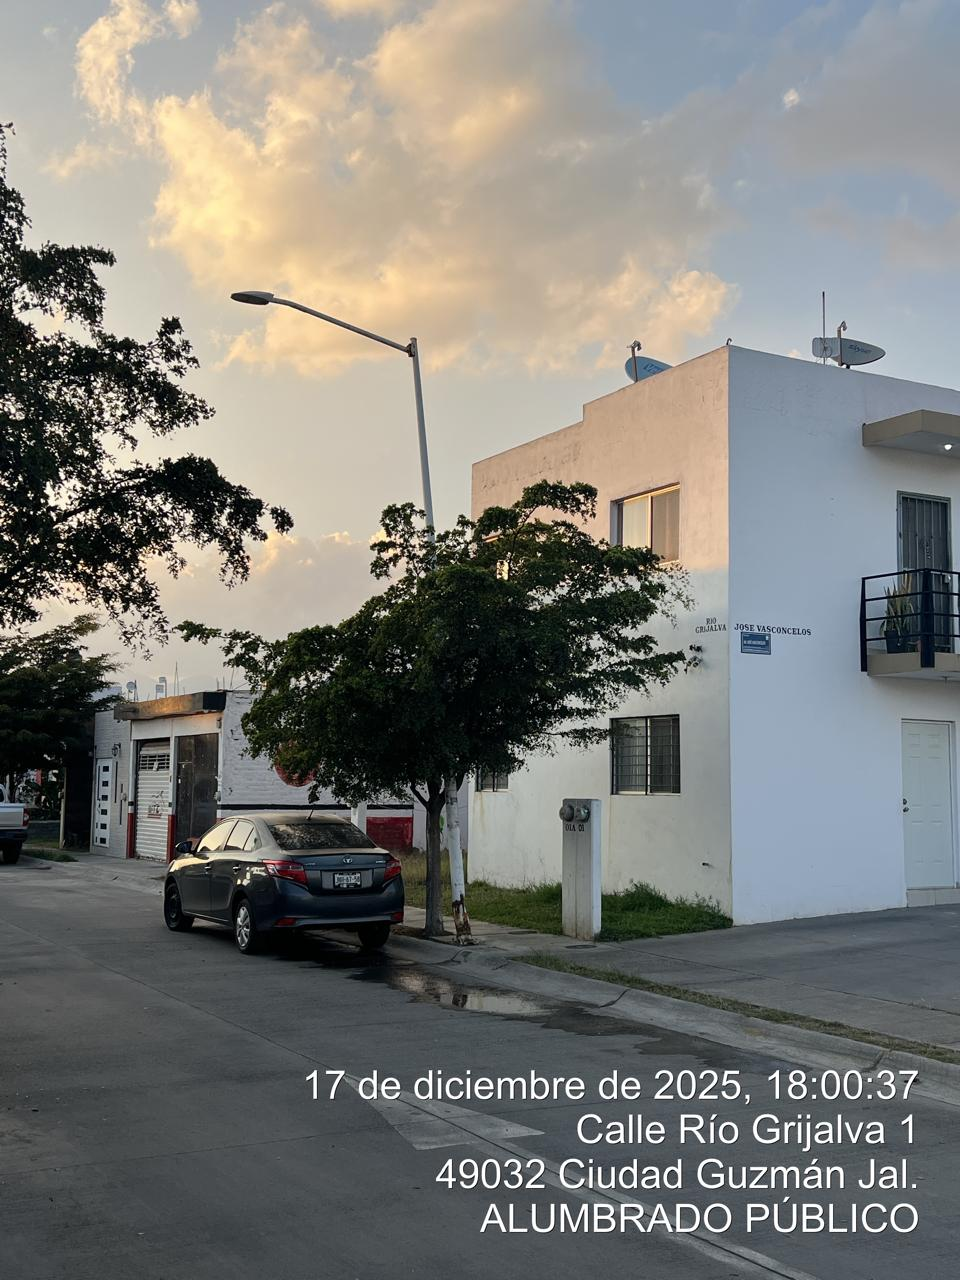 RIO
GRIJALVA
JOSE VASCONCELOS
17 de diciembre de 2025, 18:00:37
Calle Río Grijalva 1
49032 Ciudad Guzmán Jal.
ALUMBRADO PÚBLICO